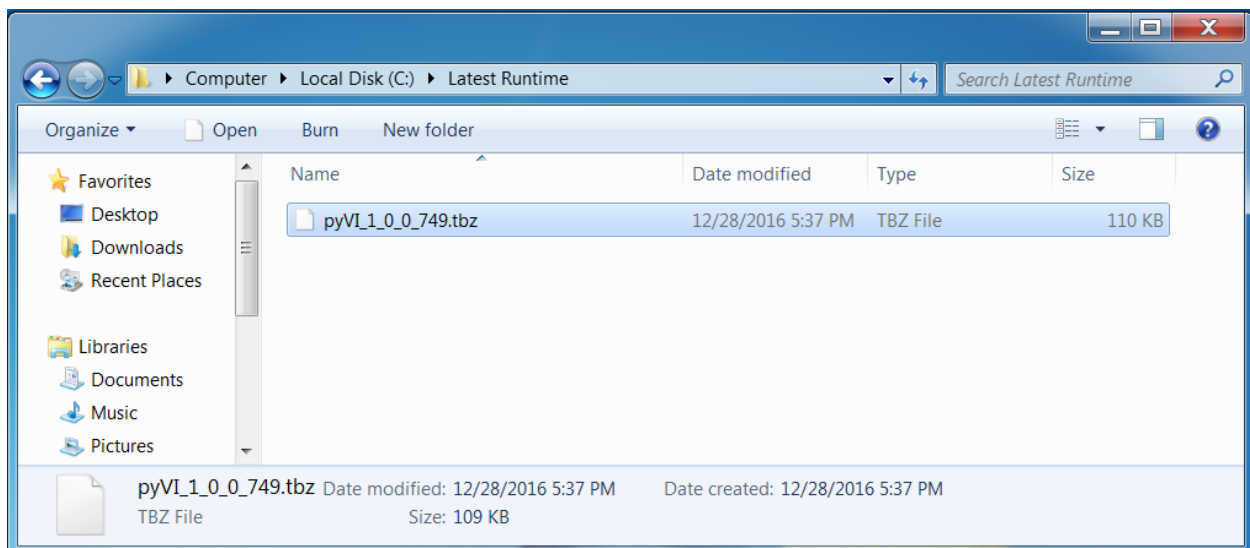 Computer Local Disk (C:) Latest Runtime Search Latest Runtime
Organize Open Burn New folder
Favorites
Desktop
Downloads
Recent Places
Libraries
Documents
Music
Pictures
Name Date modified Type Size
pyVI_1_0_0_749.tbz 12/28/2016 5:37 PM TBZ File 110 KB
pyVI_1_0_0_749.tbz Date modified: 12/28/2016 5:37 PM Date created: 12/28/2016 5:37 PM
TBZ File Size: 109 KB